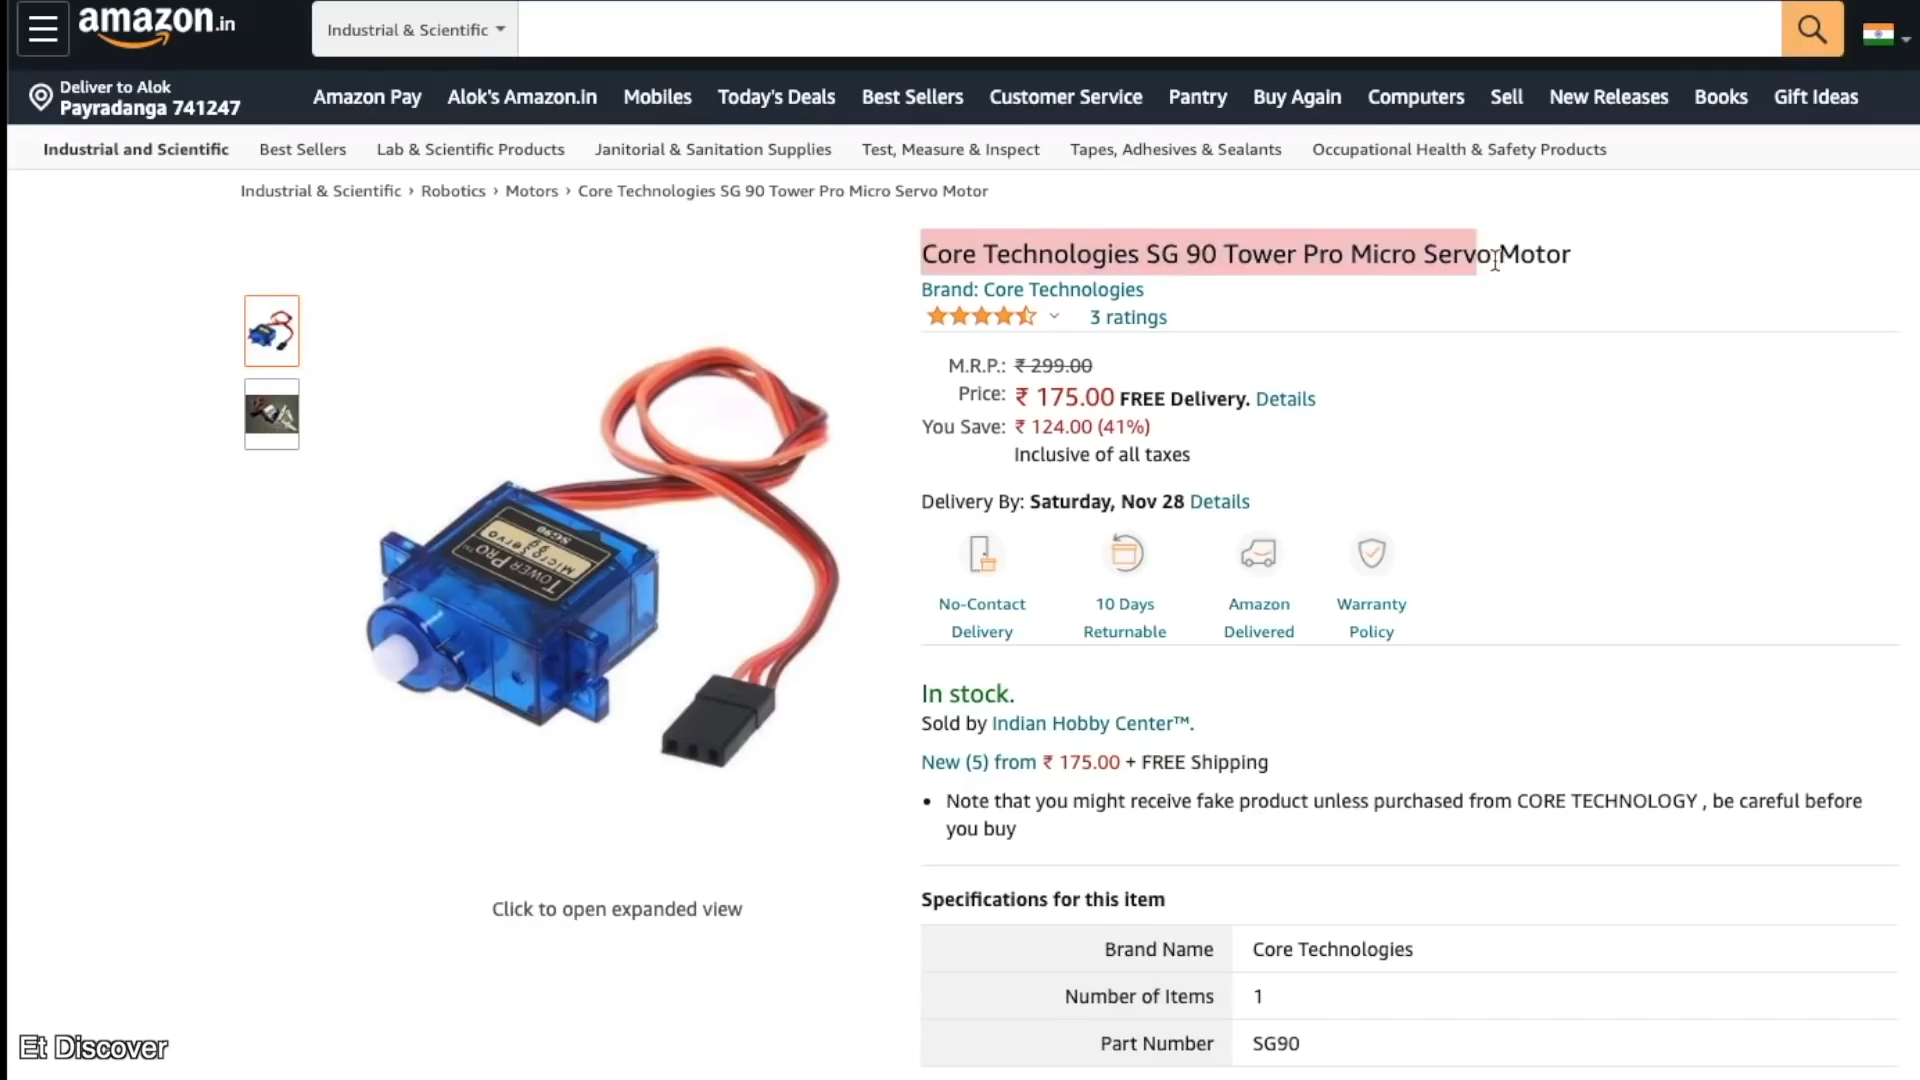 amazon.in
Industrial & Scientific
Deliver to Alok
Payradanga 741247
Amazon Pay Alok's Amazon.in Mobiles Today's Deals Best Sellers Customer Service Pantry Buy Again Computers Sell New Releases Books Gift Ideas
Industrial and Scientific Best Sellers Lab & Scientific Products Janitorial & Sanitation Supplies Test, Measure & Inspect Tapes, Adhesives & Sealants Occupational Health & Safety Products
Industrial & Scientific › Robotics › Motors › Core Technologies SG 90 Tower Pro Micro Servo Motor
Core Technologies SG 90 Tower Pro Micro Servo Motor
Brand: Core Technologies
3 ratings
M.R.P.: ₹ 299.00
Price: ₹ 175.00 FREE Delivery. Details
You Save: ₹ 124.00 (41%)
Inclusive of all taxes
Delivery By: Saturday, Nov 28 Details
No-Contact Delivery
10 Days Returnable
Amazon Delivered
Warranty Policy
In stock.
Sold by Indian Hobby Center™.
New (5) from ₹ 175.00 + FREE Shipping
• Note that you might receive fake product unless purchased from CORE TECHNOLOGY , be careful before
you buy
Tower Pro™
Micro Servo
9g
SG90
Click to open expanded view
Specifications for this item
Brand Name Core Technologies
Number of Items 1
Part Number SG90
Et Discover